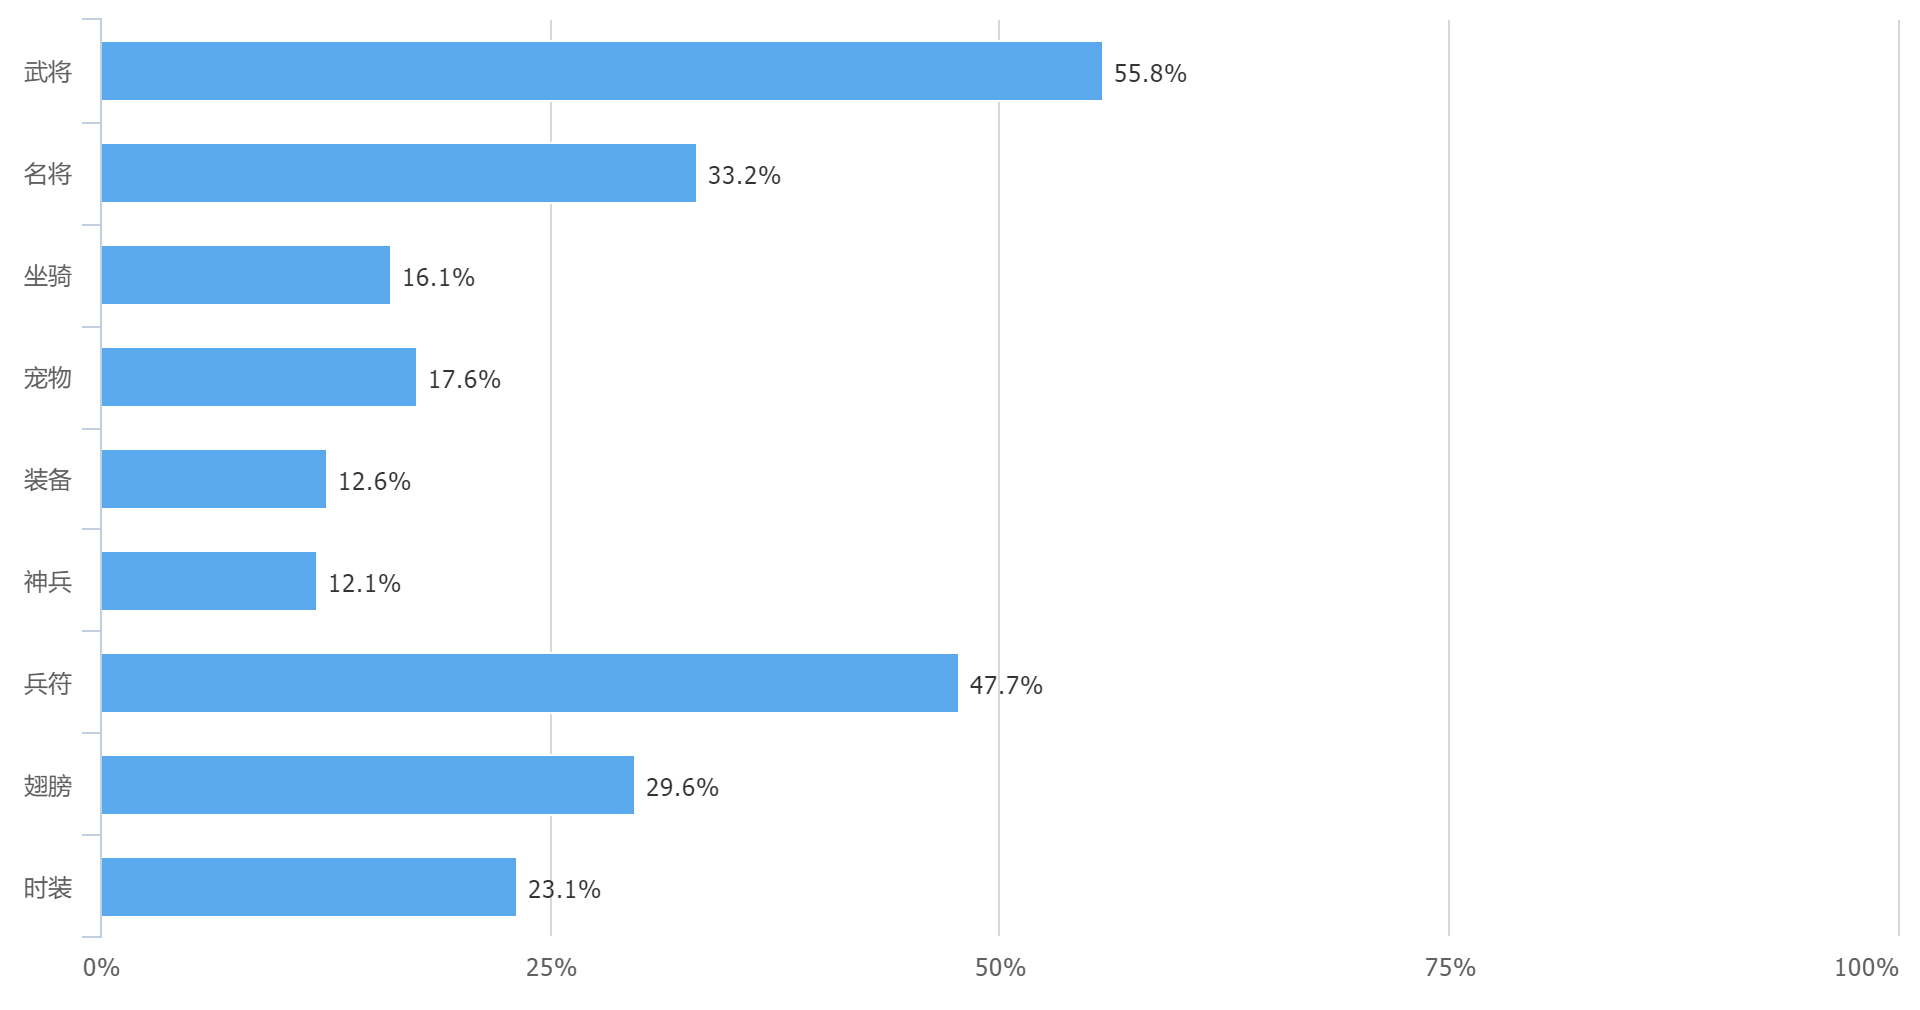 武将 55.8%
名将 33.2%
坐骑 16.1%
宠物 17.6%
装备 12.6%
神兵 12.1%
兵符 47.7%
翅膀 29.6%
时装 23.1%
0% 25% 50% 75% 100%